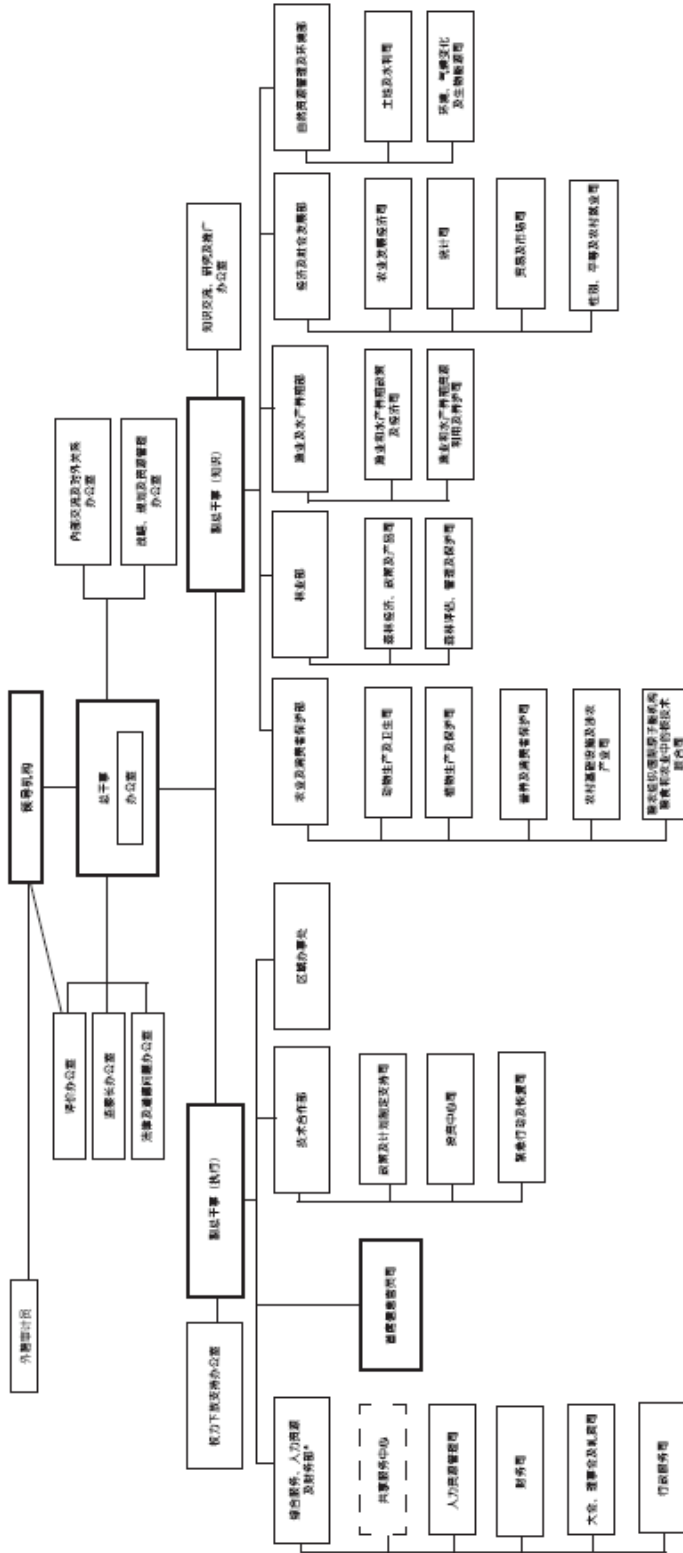 领导机构
外聘审计员
总干事
办公室
评价办公室
监察长办公室
法律及道德问题办公室
内部交流及对外关系
办公室
战略、规划及资源管理
办公室
副总干事（执行）
权力下放支持办公室
副总干事（知识）
知识交流、研究及推广
办公室
综合服务、人力资源
及财务部*
共享服务中心
人力资源管理司
财务司
大会、理事会及礼宾司
行政服务司
首席信息官员司
技术合作部
政策及计划制定支持司
投资中心司
紧急行动及恢复司
区域办事处
农业及消费者保护部
动物生产及卫生司
植物生产及保护司
营养及消费者保护司
农村基础设施及涉农
产业司
粮农组织/国际原子能机构
粮食和农业中的核技术
联合司
林业部
森林经济、政策及产品司
森林评估、管理及保护司
渔业及水产养殖部
渔业和水产养殖政策
及经济司
渔业和水产养殖资源
利用及养护司
经济及社会发展部
农业发展经济司
统计司
贸易及市场司
性别、平等及农村就业司
自然资源管理及环境部
土地及水利司
环境、气候变化
及生物能源司